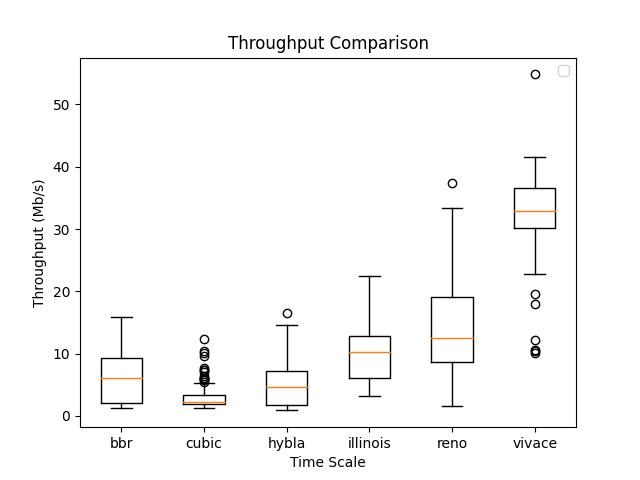 Throughput Comparison
Throughput (Mb/s)
50
40
30
20
10
0
bbr cubic hybla illinois reno vivace
Time Scale